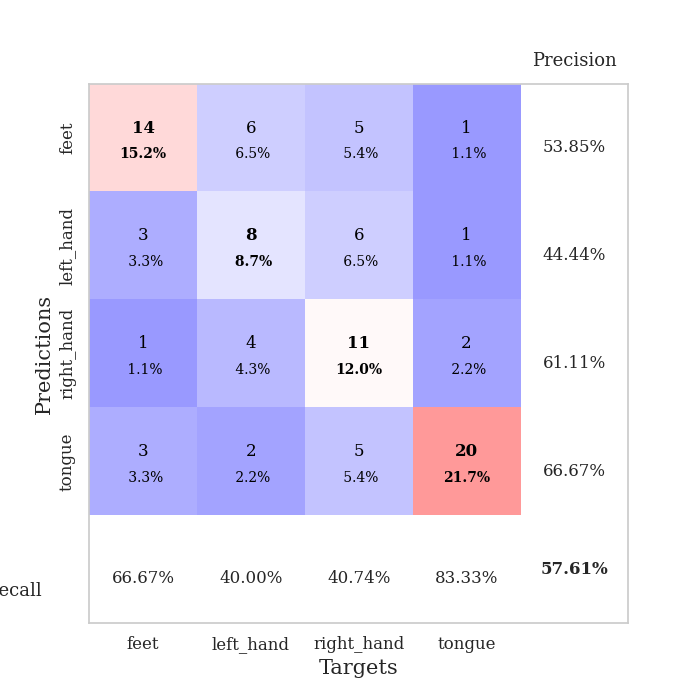 Precision
feet 14 6 5 1 53.85%
15.2% 6.5% 5.4% 1.1%
left_hand 3 8 6 1 44.44%
3.3% 8.7% 6.5% 1.1%
right_hand 1 4 11 2 61.11%
1.1% 4.3% 12.0% 2.2%
tongue 3 2 5 20 66.67%
3.3% 2.2% 5.4% 21.7%
Predictions
ecall 66.67% 40.00% 40.74% 83.33% 57.61%
feet left_hand right_hand tongue
Targets